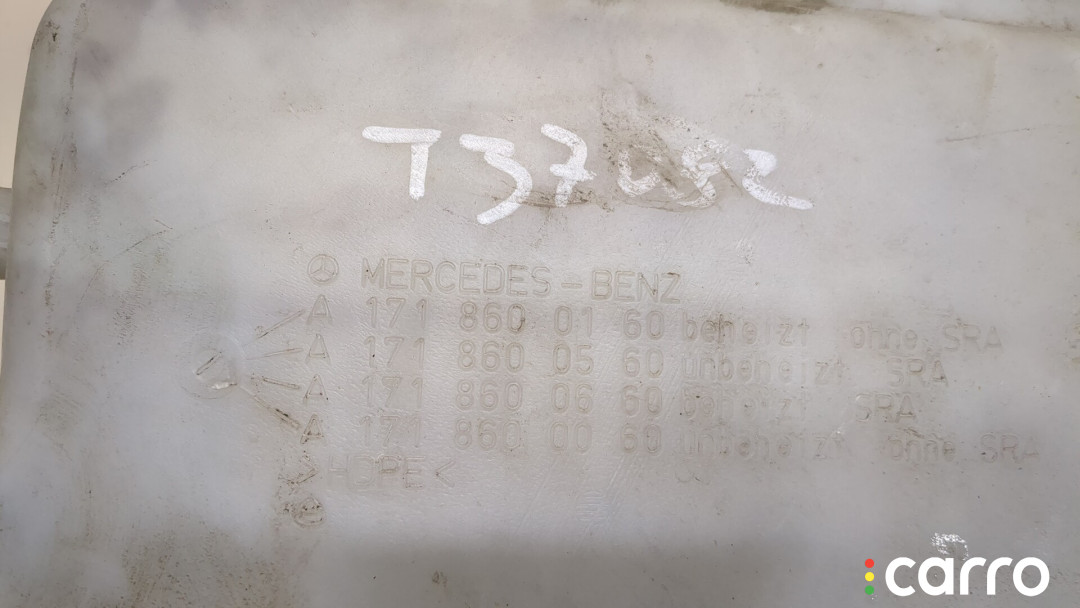 MERCEDES-BENZ
A 171 860 01 60 beheizt ohne SRA
A 171 860 05 60 unbeheizt SRA
A 171 860 06 60 beheizt SRA
A 171 860 00 60 unbeheizt ohne SRA
>HDPE<
carro